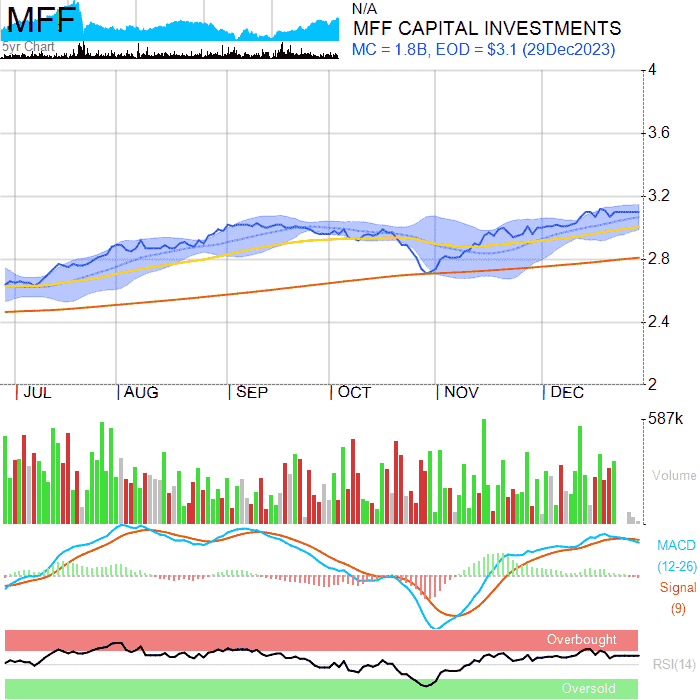 MFF
5yr Chart
N/A
MFF CAPITAL INVESTMENTS
MC = 1.8B, EOD = $3.1 (29Dec2023)
4
3.6
3.2
2.8
2.4
2
JUL AUG SEP OCT NOV DEC
587k
Volume
MACD
(12-26)
Signal
(9)
Overbought
RSI(14)
Oversold